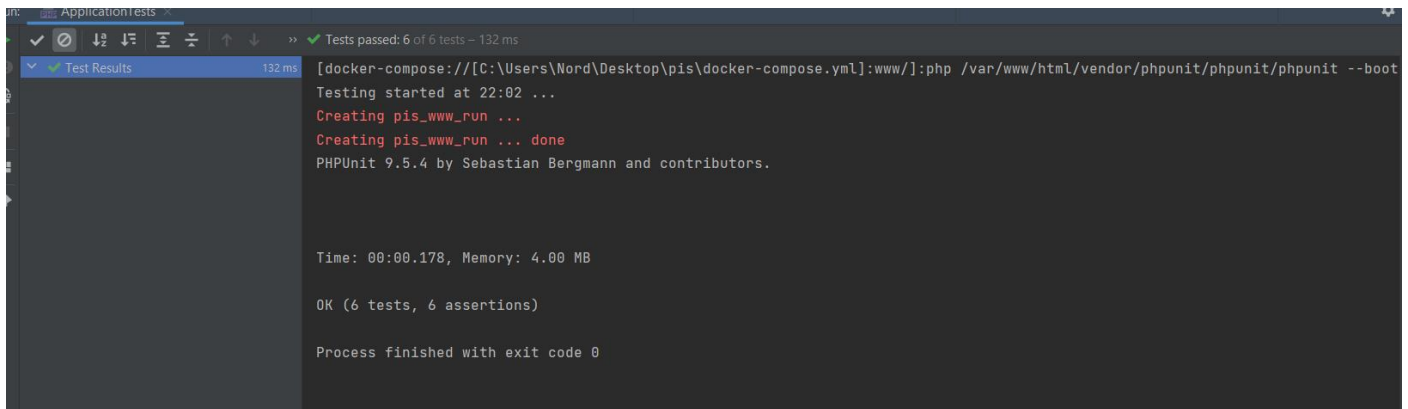 un:
ApplicationTests
Tests passed: 6 of 6 tests – 132 ms
Test Results 132 ms
[docker-compose://[C:\Users\Nord\Desktop\pis\docker-compose.yml]:www/]:php /var/www/html/vendor/phpunit/phpunit/phpunit --boot
Testing started at 22:02 ...
Creating pis_www_run ...
Creating pis_www_run ... done
PHPUnit 9.5.4 by Sebastian Bergmann and contributors.
Time: 00:00.178, Memory: 4.00 MB
OK (6 tests, 6 assertions)
Process finished with exit code 0